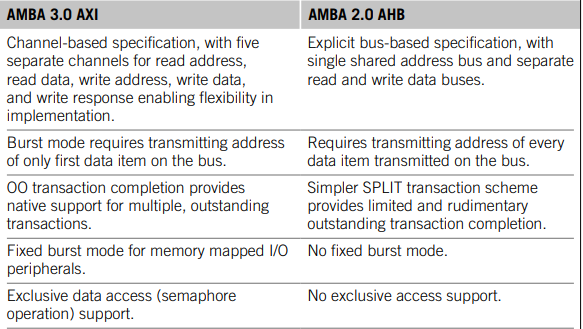 AMBA 3.0 AXI
AMBA 2.0 AHB
Channel-based specification, with five
separate channels for read address,
read data, write address, write data,
and write response enabling flexibility in
implementation.
Explicit bus-based specification, with
single shared address bus and separate
read and write data buses.
Burst mode requires transmitting address
of only first data item on the bus.
Requires transmitting address of every
data item transmitted on the bus.
OO transaction completion provides
native support for multiple, outstanding
transactions.
Simpler SPLIT transaction scheme
provides limited and rudimentary
outstanding transaction completion.
Fixed burst mode for memory mapped I/O
peripherals.
No fixed burst mode.
Exclusive data access (semaphore
operation) support.
No exclusive access support.